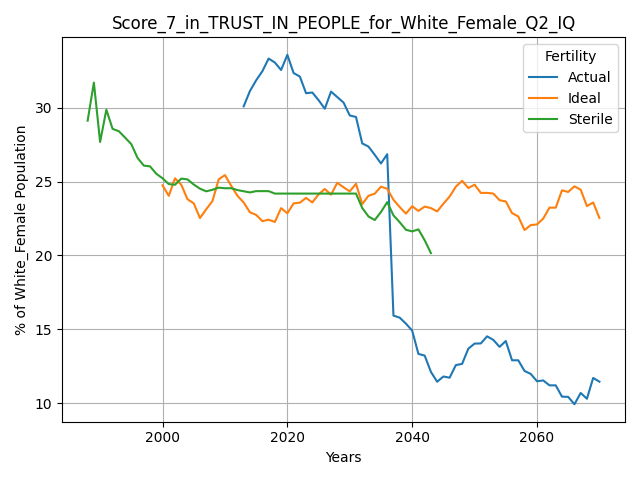 Score_7_in_TRUST_IN_PEOPLE_for_White_Female_Q2_IQ
Fertility
Actual
Ideal
Sterile
% of White_Female Population
30
25
20
15
10
2000
2020
2040
2060
Years